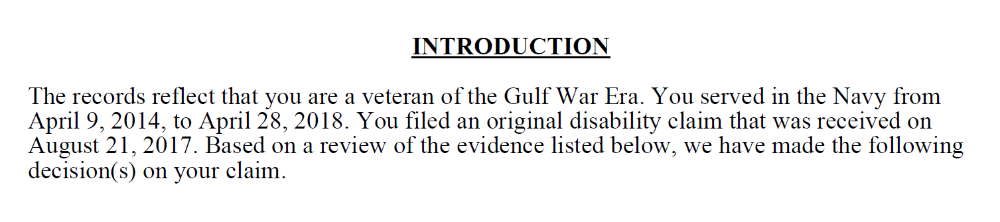 INTRODUCTION
The records reflect that you are a veteran of the Gulf War Era. You served in the Navy from
April 9, 2014, to April 28, 2018. You filed an original disability claim that was received on
August 21, 2017. Based on a review of the evidence listed below, we have made the following
decision(s) on your claim.